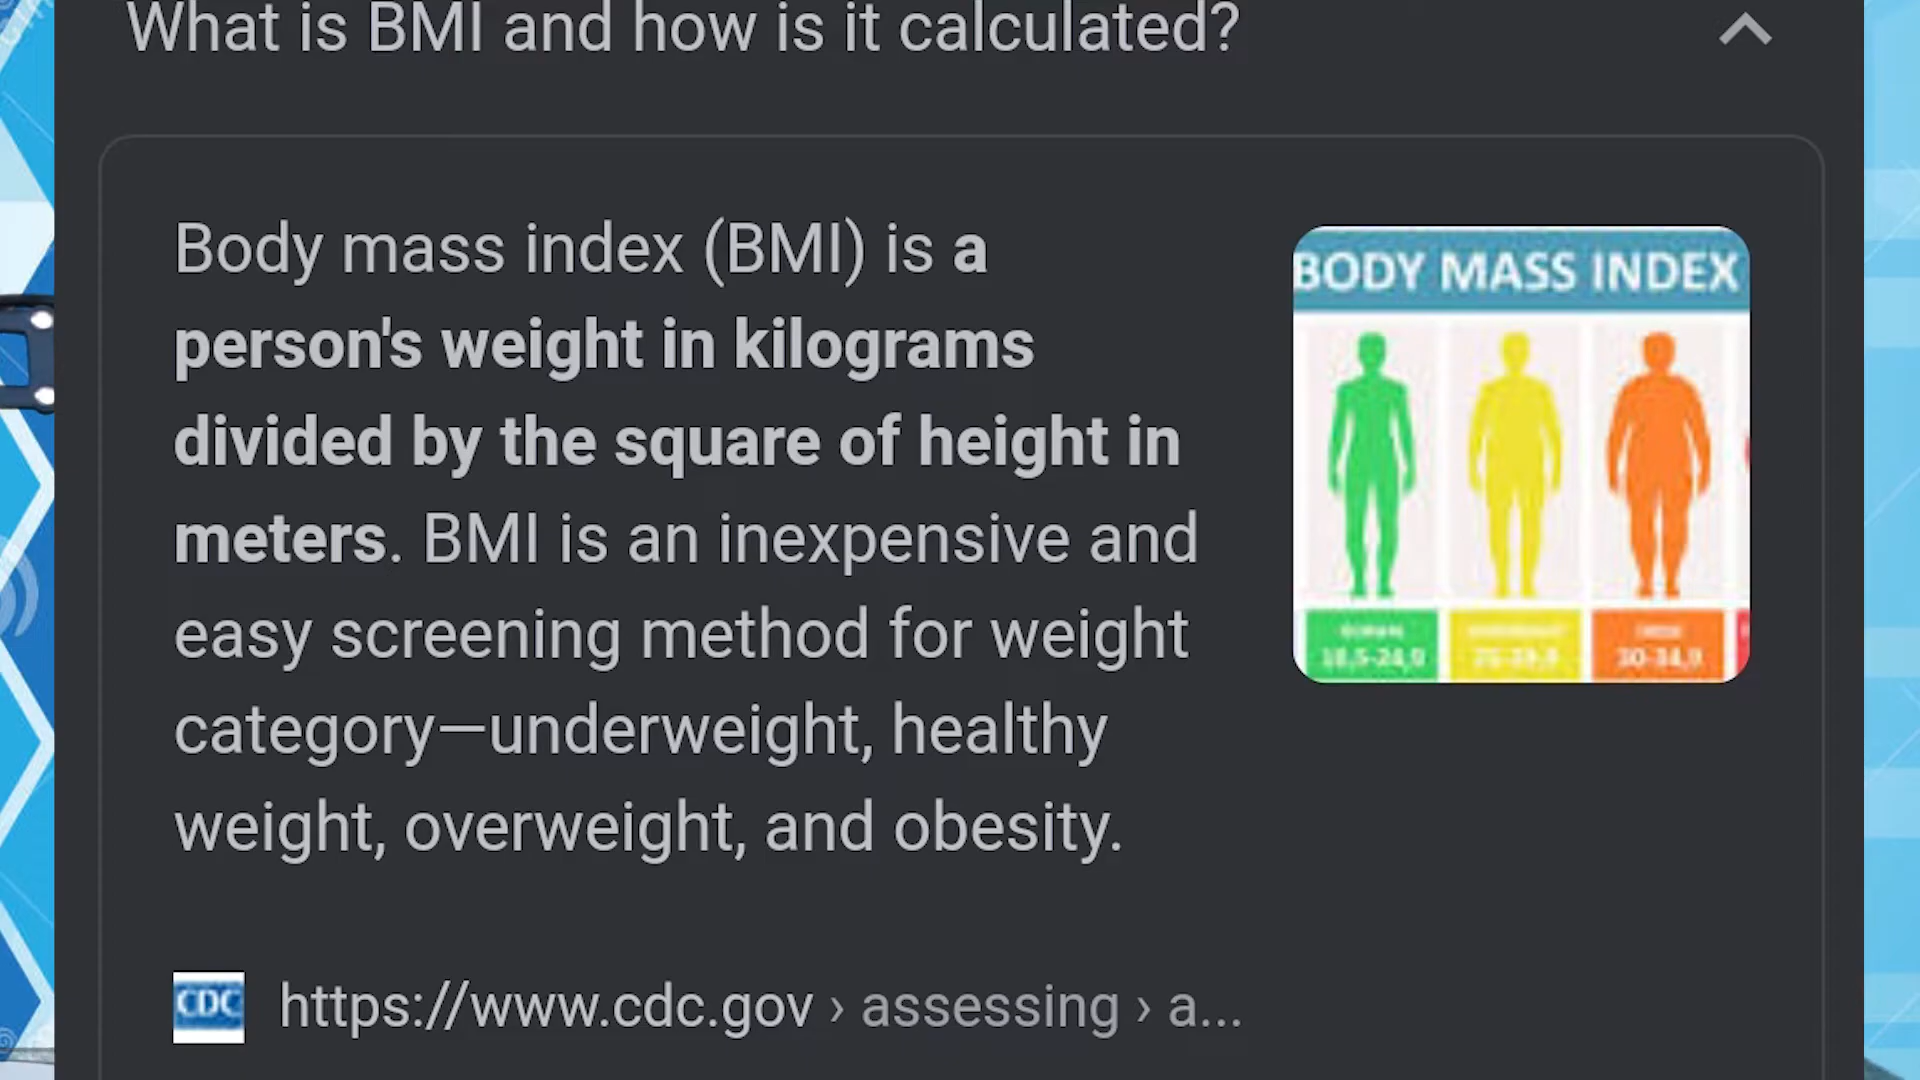 What is BMI and how is it calculated?
Body mass index (BMI) is a
person's weight in kilograms
divided by the square of height in
meters. BMI is an inexpensive and
easy screening method for weight
category—underweight, healthy
weight, overweight, and obesity.
BODY MASS INDEX
18,5-24,9
30-34,9
CDC
https://www.cdc.gov › assessing › a...